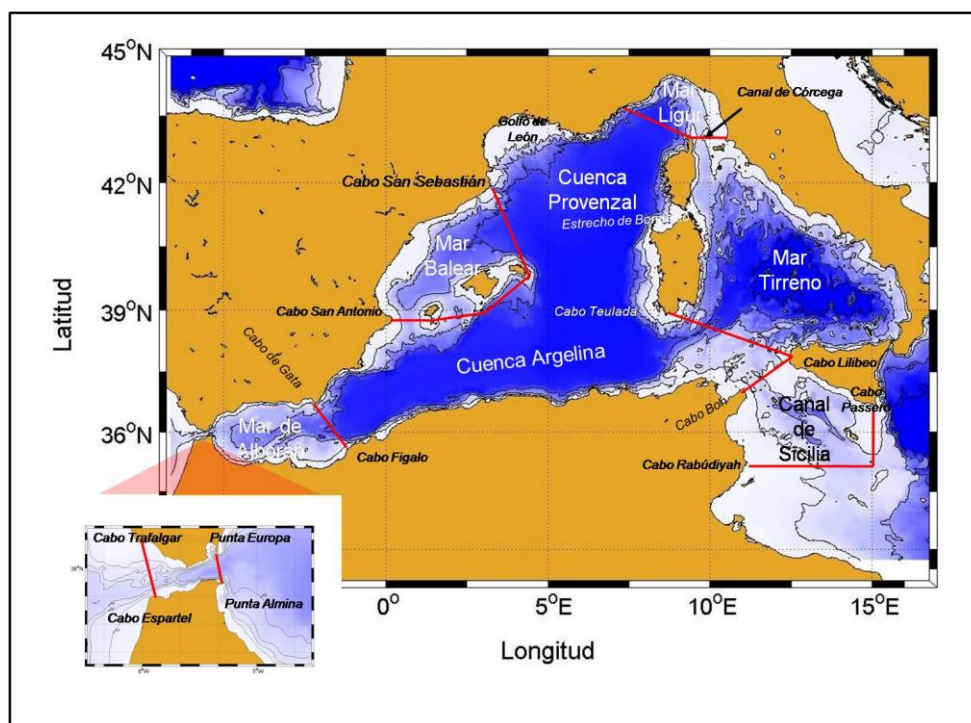 45°N
42°N
39°N
36°N
Latitud
0°
5°E
10°E
15°E
Longitud
Mar
Ligur
Canal de Córcega
Golfo de
León
Cabo San Sebastián
Cuenca
Provenzal
Estrecho de
Mar
Balear
Mar
Tirreno
Cabo San Antonio
Cabo Teulada
Cabo de Gata
Cuenca Argelina
Cabo Lilibeo
Cabo Bon
Cabo
Passero
Canal
de
Sicilia
Mar de
Alborán
Cabo Figalo
Cabo Rabúdiyah
Cabo Trafalgar
Punta Europa
36°N
Cabo Espartel
Punta Almina